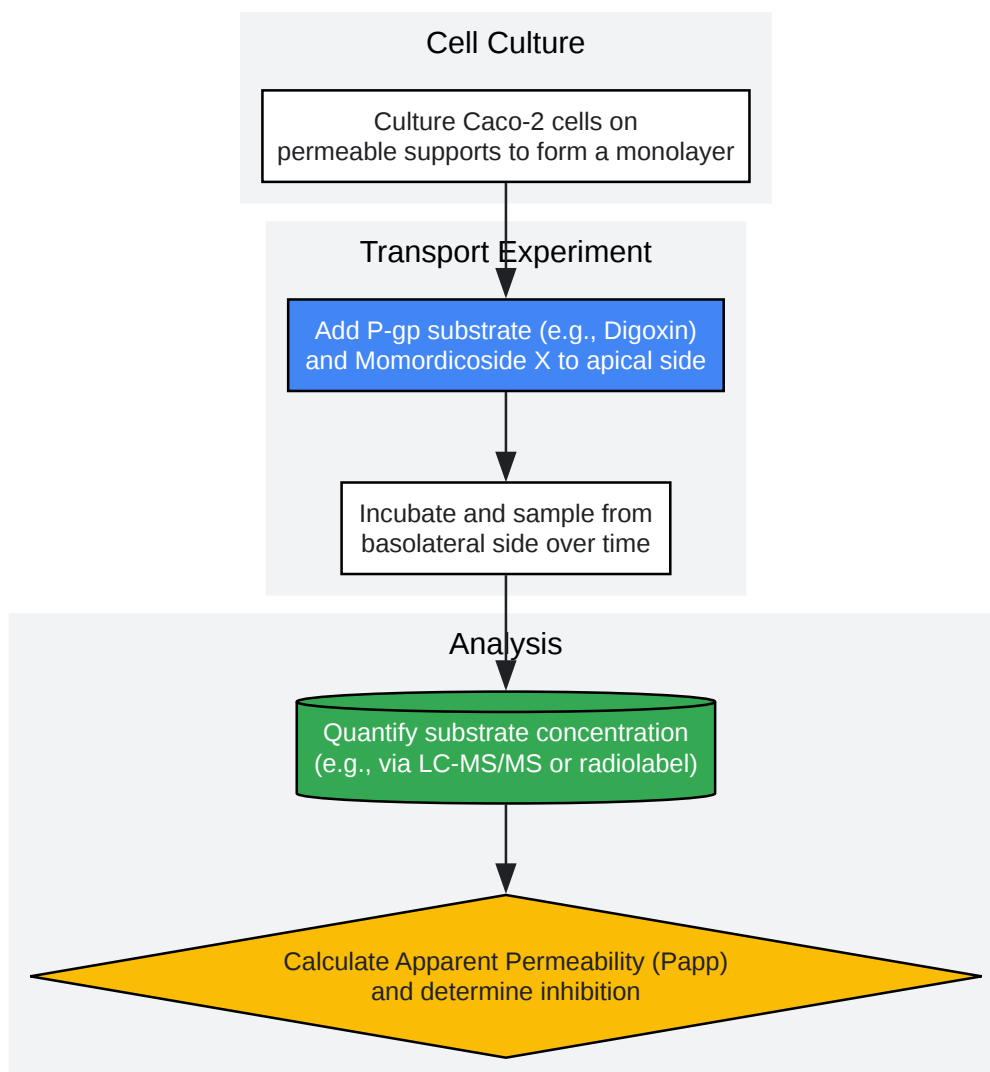 Cell Culture
Culture Caco-2 cells on
permeable supports to form a monolayer
Transport Experiment
Add P-gp substrate (e.g., Digoxin)
and Momordicoside X to apical side
Incubate and sample from
basolateral side over time
Analysis
Quantify substrate concentration
(e.g., via LC-MS/MS or radiolabel)
Calculate Apparent Permeability (Papp)
and determine inhibition